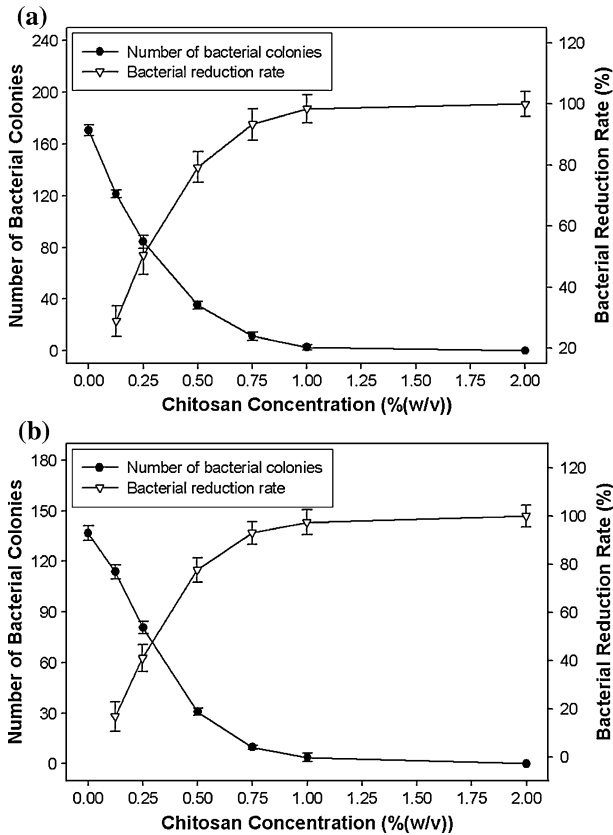 (a)
240
200
160
120
80
40
0
Number of Bacterial Colonies
Number of bacterial colonies
Bacterial reduction rate
120
100
80
60
40
20
Bacterial Reduction Rate (%)
0.00 0.25 0.50 0.75 1.00 1.25 1.50 1.75 2.00
Chitosan Concentration (%(w/v))
(b)
180
150
120
90
60
30
0
Number of Bacterial Colonies
Number of bacterial colonies
Bacterial reduction rate
120
100
80
60
40
20
0
Bacterial Reduction Rate (%)
0.00 0.25 0.50 0.75 1.00 1.25 1.50 1.75 2.00
Chitosan Concentration (%(w/v))